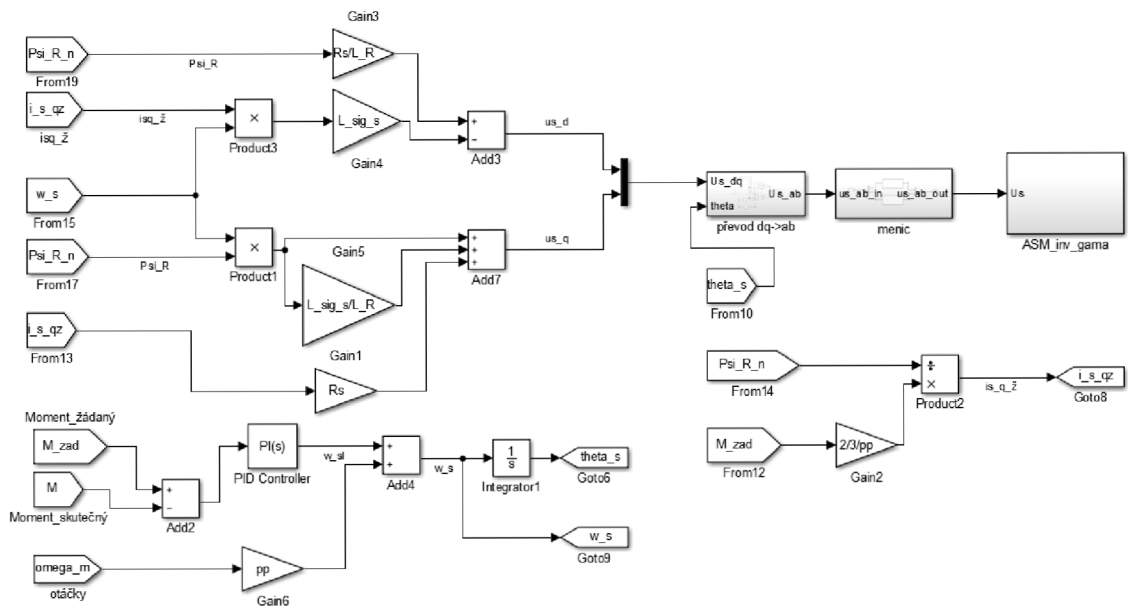 Gain3
Psi_R_n
Rs/L_R
From19
Psi_R
i_s_qz
isq_ž
isq_ž
×
Product3
L_sig_s
Gain4
+
−
Add3
us_d
w_s
From15
Psi_R_n
From17
Psi_R
×
Product1
Gain5
L_sig_s/L_R
+
+
+
Add7
us_q
i_s_qz
From13
Gain1
Rs
Us_dq
theta
Us_ab
převod dq->ab
us_ab_in
us_ab_out
menic
Us
ASM_inv_gama
theta_s
From10
Psi_R_n
From14
÷
×
Product2
is_q_ž
i_s_qz
Goto8
M_zad
From12
2/3/pp
Gain2
Moment_žádaný
M_zad
M
Moment_skutečný
+
−
Add2
PI(s)
PID Controller
w_sl
+
+
Add4
w_s
1
s
Integrator1
theta_s
Goto6
w_s
Goto9
omega_m
otáčky
pp
Gain6